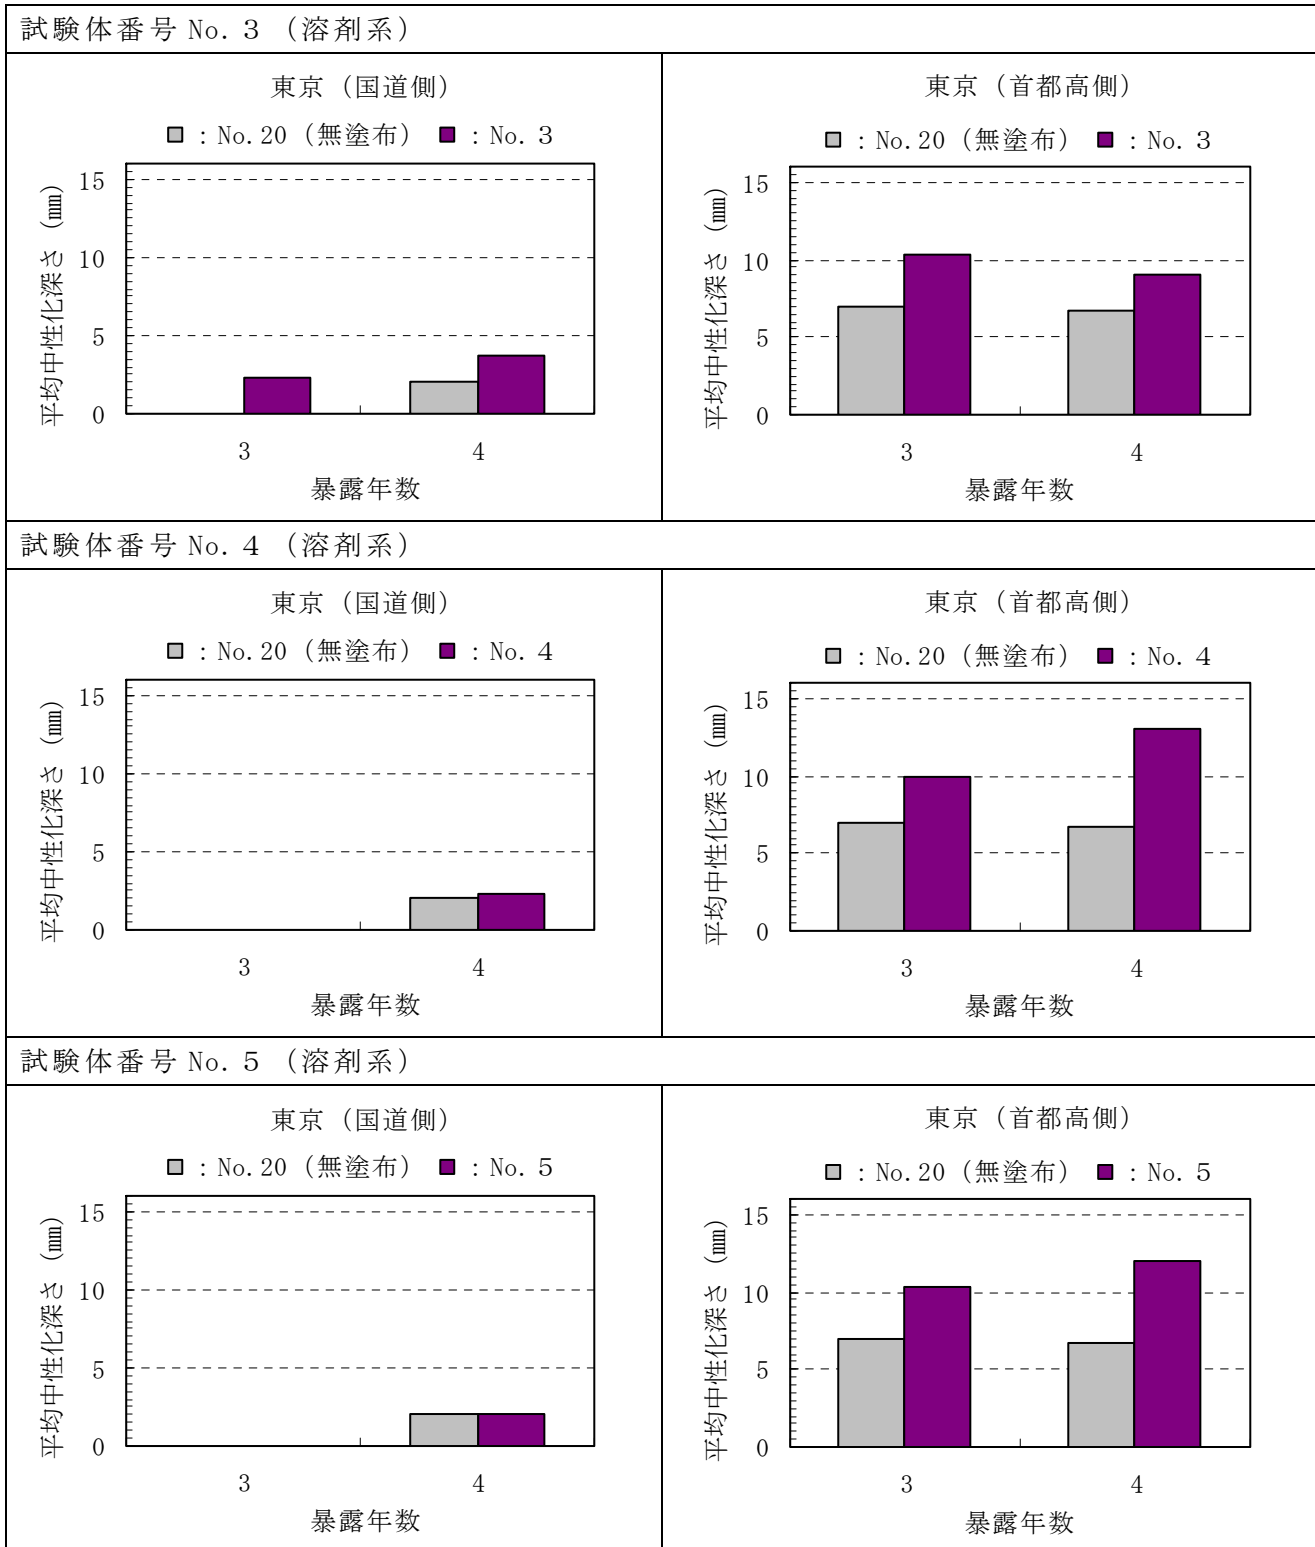 試験体番号 No.３（溶剤系）
東京（国道側）
：No.20（無塗布） ：No.３
平均中性化深さ（mm）
15
10
5
0
3 4
暴露年数
東京（首都高側）
：No.20（無塗布） ：No.３
平均中性化深さ（mm）
15
10
5
0
3 4
暴露年数
試験体番号 No.４（溶剤系）
東京（国道側）
：No.20（無塗布） ：No.４
平均中性化深さ（mm）
15
10
5
0
3 4
暴露年数
東京（首都高側）
：No.20（無塗布） ：No.４
平均中性化深さ（mm）
15
10
5
0
3 4
暴露年数
試験体番号 No.５（溶剤系）
東京（国道側）
：No.20（無塗布） ：No.５
平均中性化深さ（mm）
15
10
5
0
3 4
暴露年数
東京（首都高側）
：No.20（無塗布） ：No.５
平均中性化深さ（mm）
15
10
5
0
3 4
暴露年数